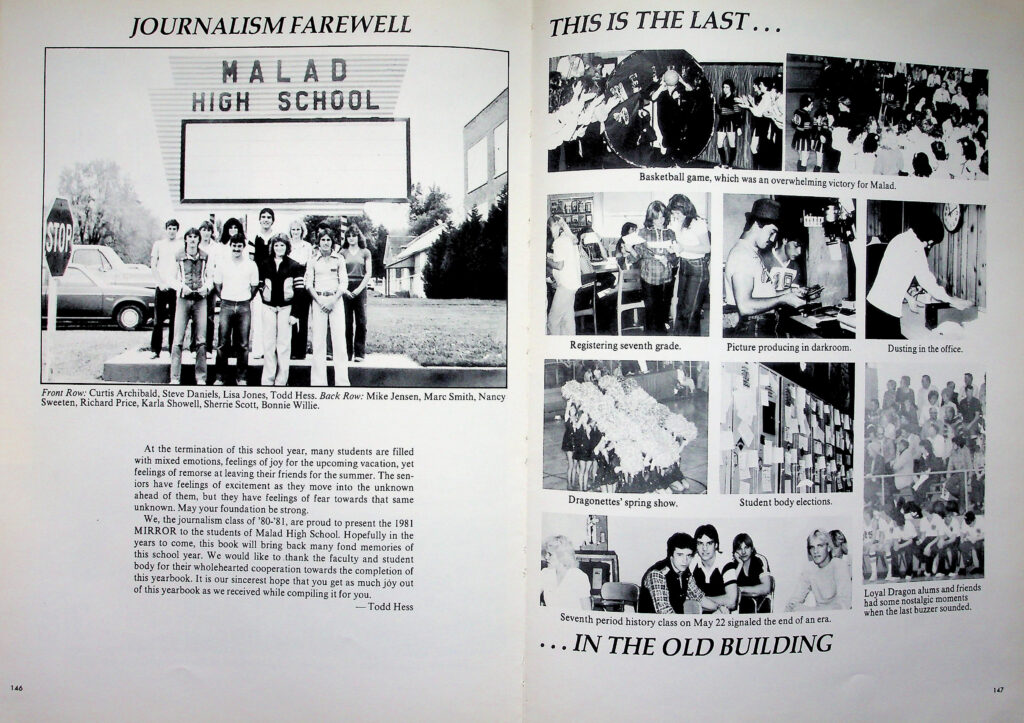 JOURNALISM FAREWELL
MALAD
HIGH SCHOOL
STOP
Front Row: Curtis Archibald, Steve Daniels, Lisa Jones, Todd Hess. Back Row: Mike Jensen, Marc Smith, Nancy
Sweeten, Richard Price, Karla Showell, Sherrie Scott, Bonnie Willie.
At the termination of this school year, many students are filled
with mixed emotions, feelings of joy for the upcoming vacation, yet
feelings of remorse at leaving their friends for the summer. The sen-
iors have feelings of excitement as they move into the unknown
ahead of them, but they have feelings of fear towards that same
unknown. May your foundation be strong.
We, the journalism class of '80-'81, are proud to present the 1981
MIRROR to the students of Malad High School. Hopefully in the
years to come, this book will bring back many fond memories of
this school year. We would like to thank the faculty and student
body for their wholehearted cooperation towards the completion of
this yearbook. It is our sincerest hope that you get as much joy out
of this yearbook as we received while compiling it for you.
— Todd Hess
146
THIS IS THE LAST . . .
Basketball game, which was an overwhelming victory for Malad.
Registering seventh grade.
Picture producing in darkroom.
Dusting in the office.
Dragonettes' spring show.
Student body elections.
Loyal Dragon alums and friends
had some nostalgic moments
when the last buzzer sounded.
Seventh period history class on May 22 signaled the end of an era.
. . . IN THE OLD BUILDING
147